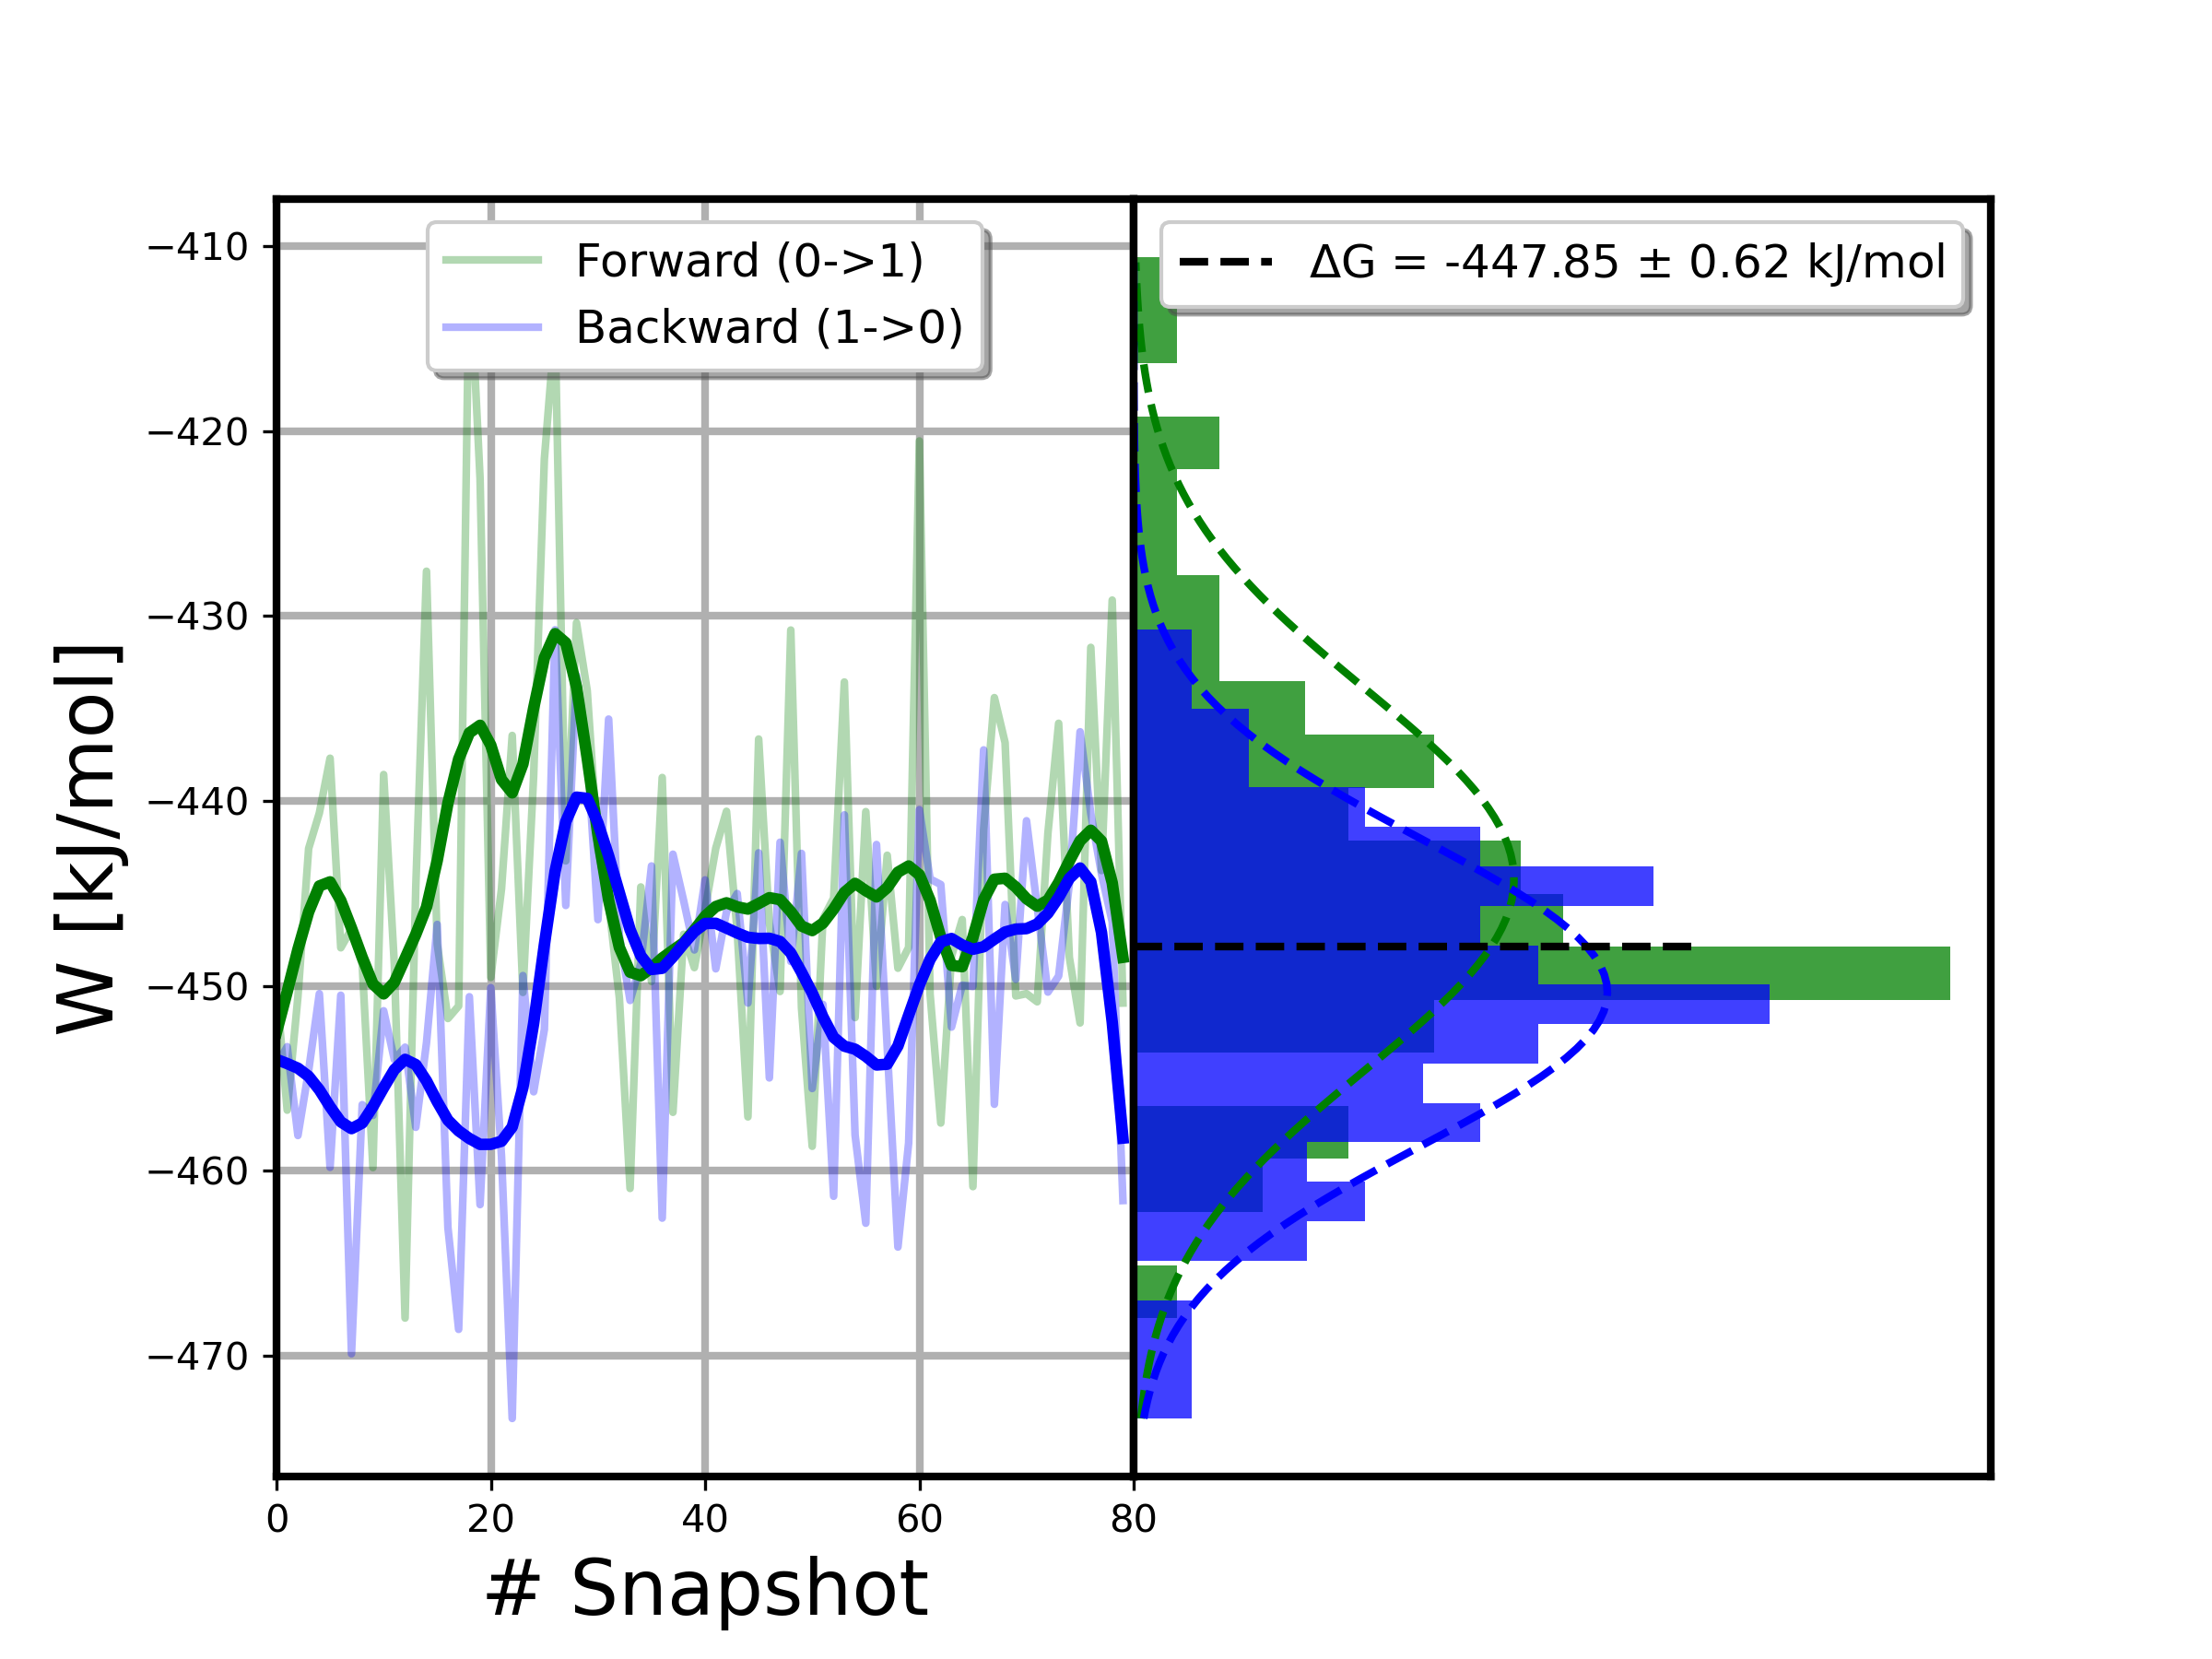 Forward (0->1)
Backward (1->0)
ΔG = -447.85 ± 0.62 kJ/mol
−410
−420
−430
−440
−450
−460
−470
W [kJ/mol]
0 20 40 60 80
# Snapshot